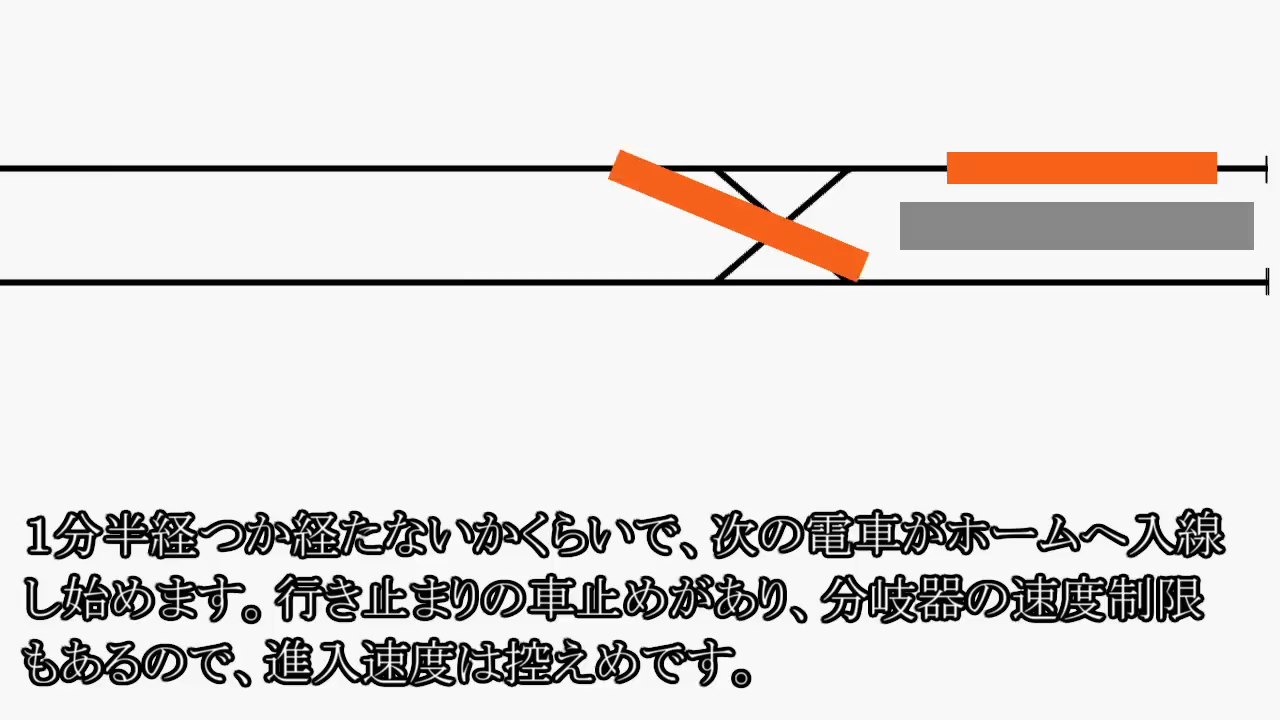 1分半経つか経たないかくらいで、次の電車がホームへ入線
し始めます。行き止まりの車止めがあり、分岐器の速度制限
もあるので、進入速度は控えめです。